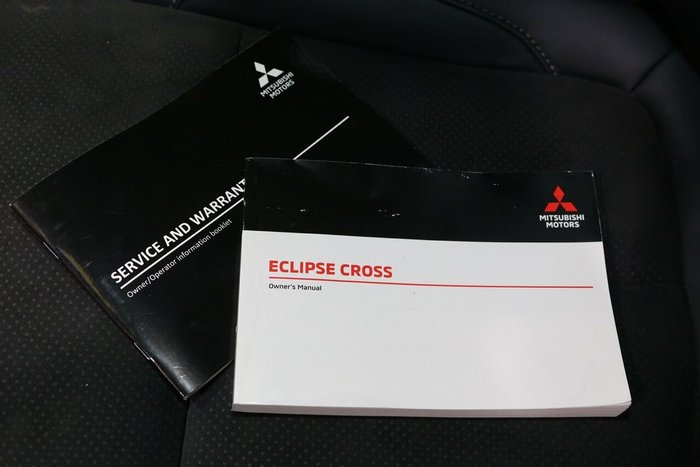 MITSUBISHI
MOTORS
SERVICE AND WARRANT
Owner/Operator information booklet
MITSUBISHI
MOTORS
ECLIPSE CROSS
Owner's Manual